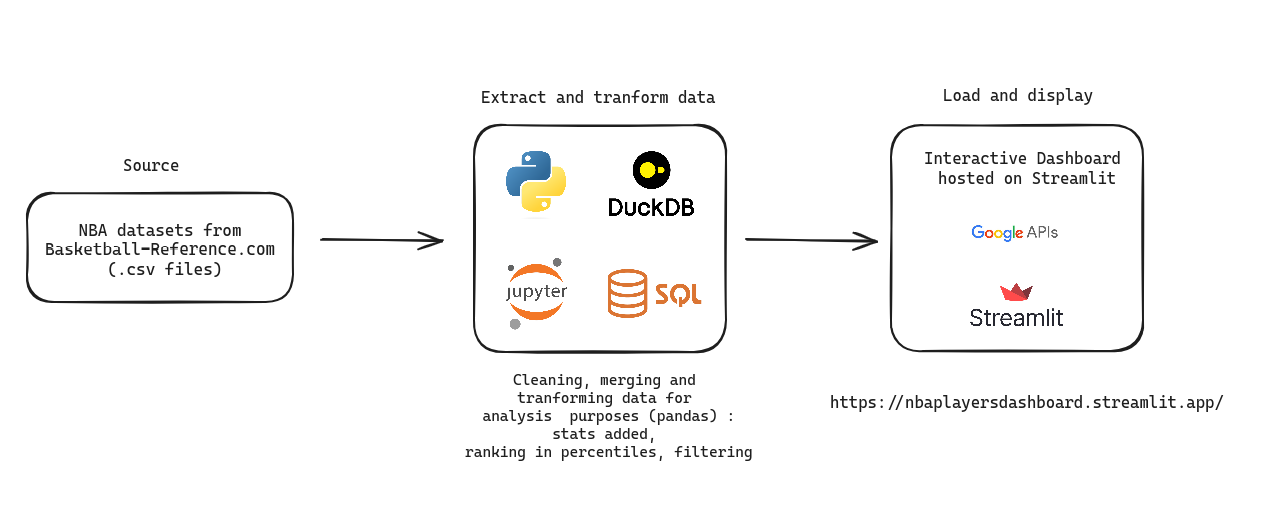 Source
NBA datasets from
Basketball-Reference.com
(.csv files)
Extract and tranform data
DuckDB
jupyter
SQL
Cleaning, merging and
tranforming data for
analysis  purposes (pandas) :
stats added,
ranking in percentiles, filtering
Load and display
Interactive Dashboard
hosted on Streamlit
Google APIs
Streamlit
https://nbaplayersdashboard.streamlit.app/